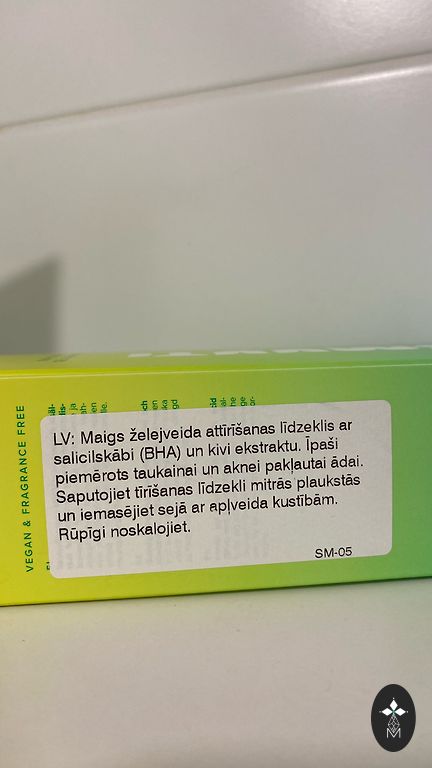 VEGAN & FRAGRANCE FREE
LV: Maigs želejveida attīrīšanas līdzeklis ar
salicilskābi (BHA) un kivi ekstraktu. Īpaši
piemērots taukainai un aknei pakļautai ādai.
Saputojiet tīrīšanas līdzekli mitrās plaukstās
un iemasējiet sejā ar apļveida kustībām.
Rūpīgi noskalojiet.
SM-05